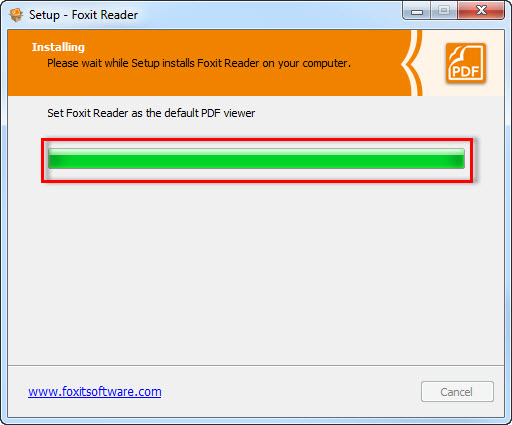 Setup - Foxit Reader
Installing
Please wait while Setup installs Foxit Reader on your computer.
PDF
Set Foxit Reader as the default PDF viewer
www.foxitsoftware.com
Cancel